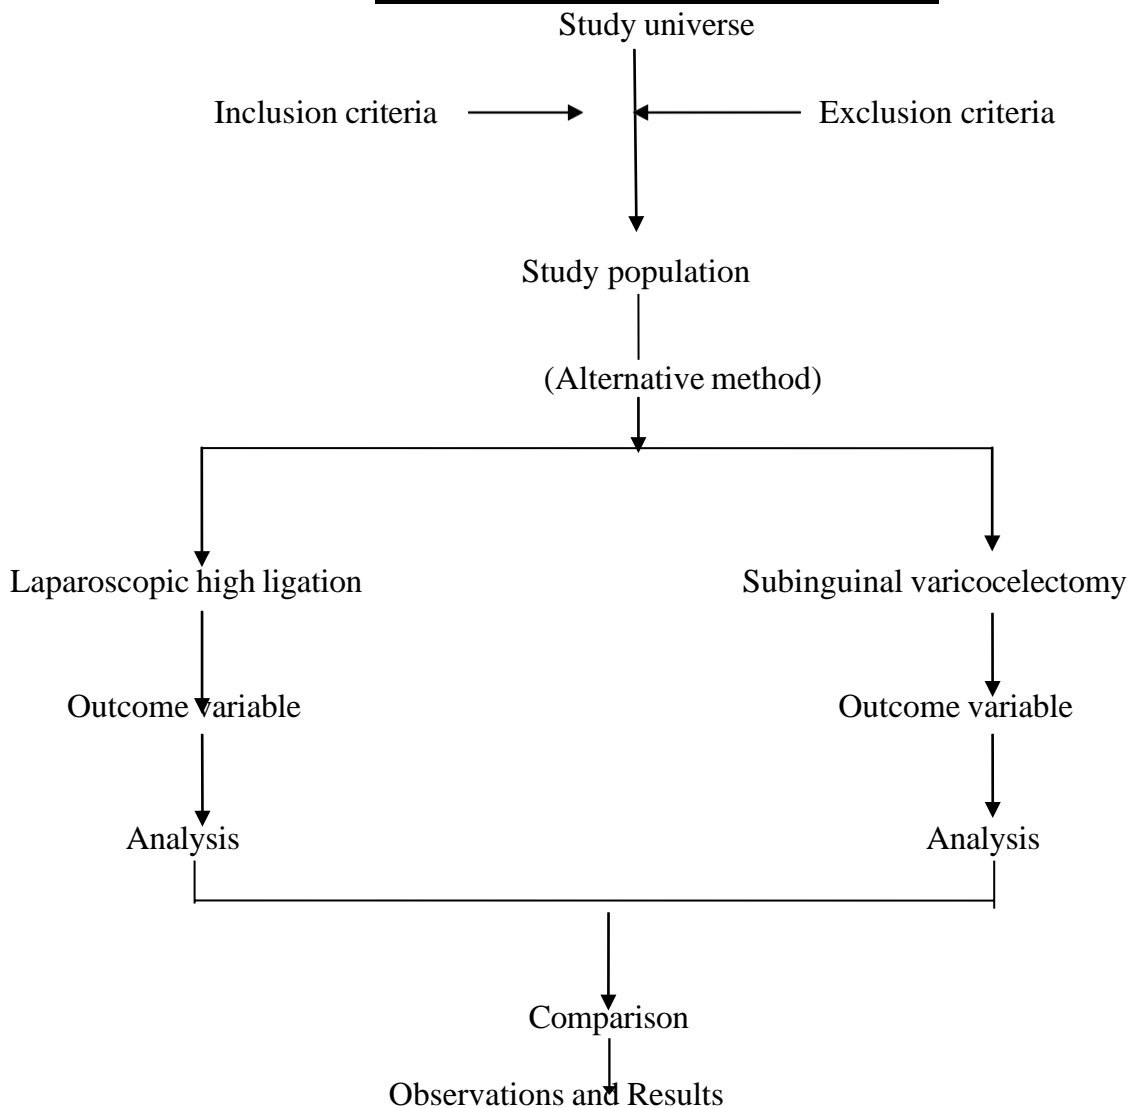 Study universe
Inclusion criteria
Exclusion criteria
Study population
(Alternative method)
Laparoscopic high ligation
Subinguinal varicocelectomy
Outcome variable
Outcome variable
Analysis
Analysis
Comparison
Observations and Results